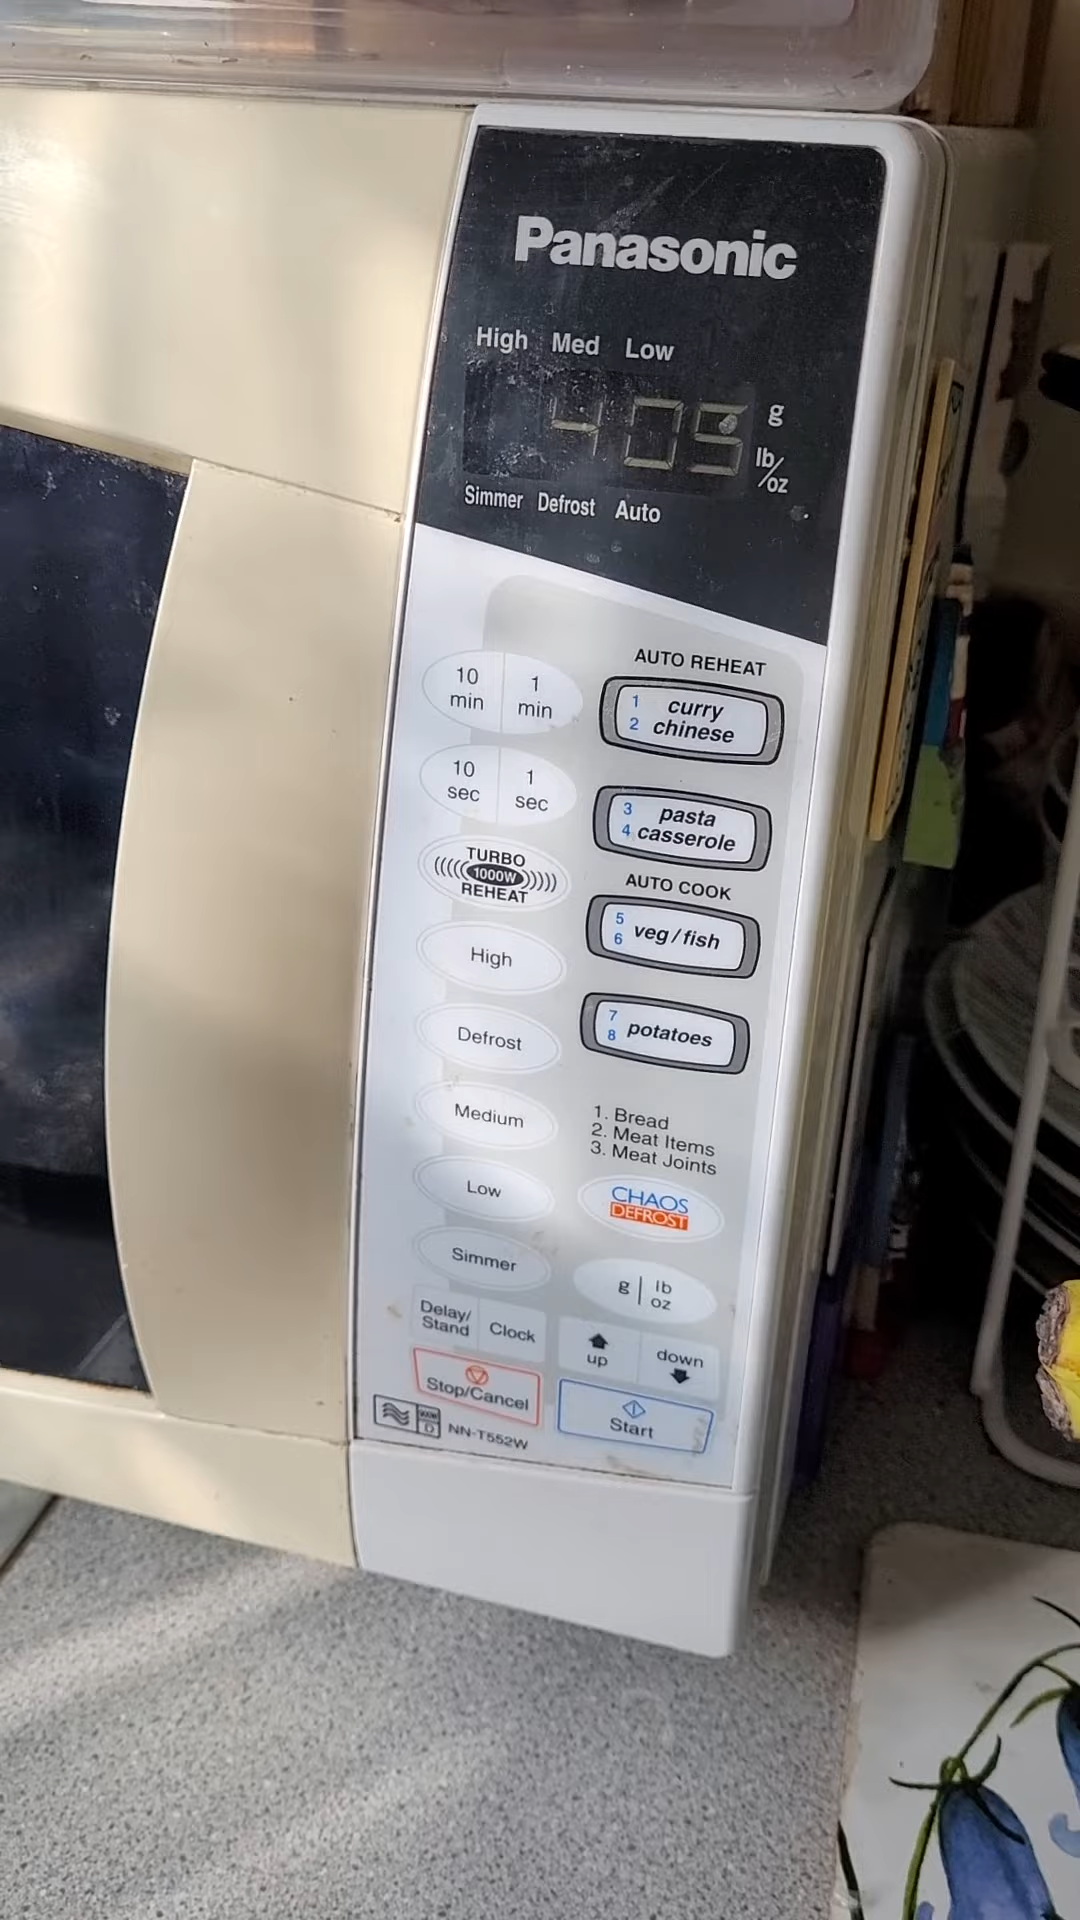 Panasonic
High Med Low
405
g
lb/oz
Simmer Defrost Auto
AUTO REHEAT
10 min
1 min
1 curry
2 chinese
10 sec
1 sec
3 pasta
4 casserole
TURBO
1000W
REHEAT
AUTO COOK
5
6
veg/fish
High
7
8
potatoes
Defrost
Medium
1. Bread
2. Meat Items
3. Meat Joints
Low
CHAOS
DEFROST
Simmer
g | lb oz
Delay/
Stand
Clock
up
down
Stop/Cancel
Start
NN-T552W